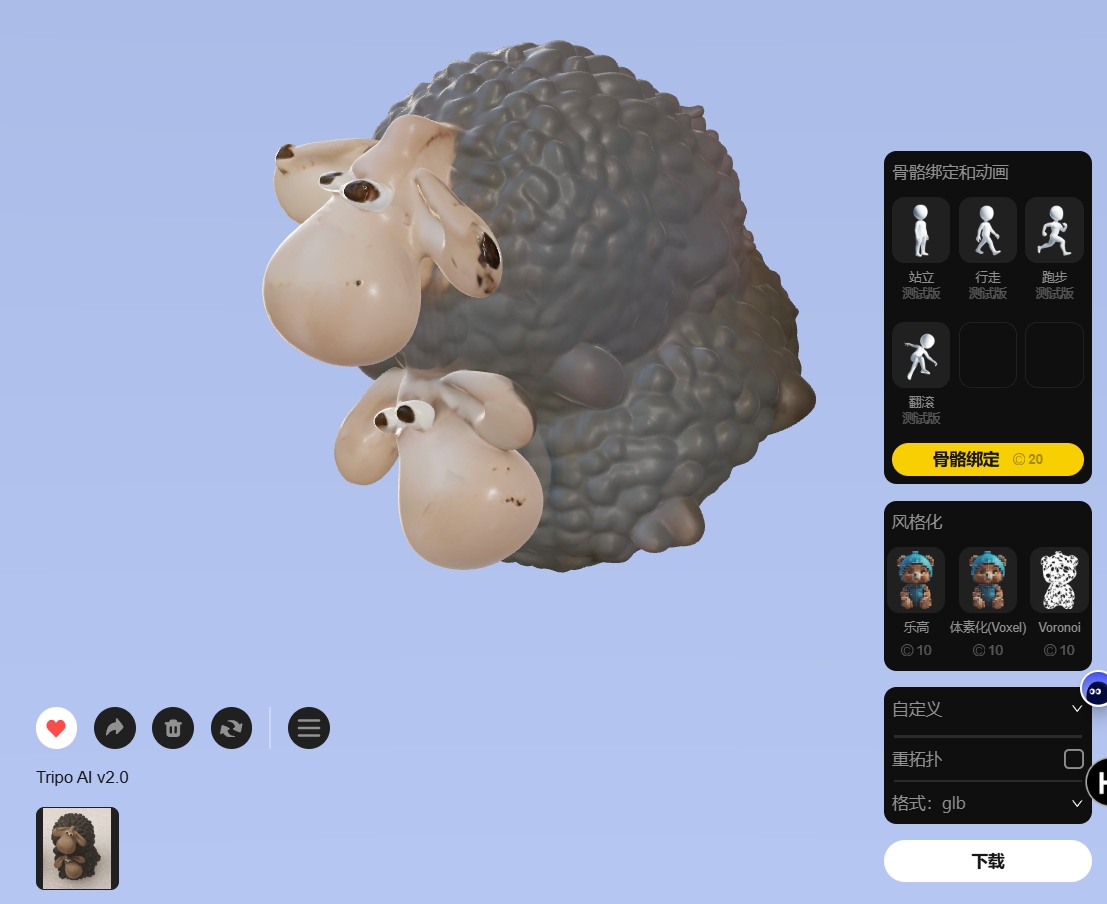 骨骼绑定和动画
站立
测试版
行走
测试版
跑步
测试版
翻滚
测试版
骨骼绑定 20
风格化
乐高
10
体素化(Voxel)
10
Voronoi
10
自定义
重拓扑
格式: glb
下载
Tripo AI v2.0